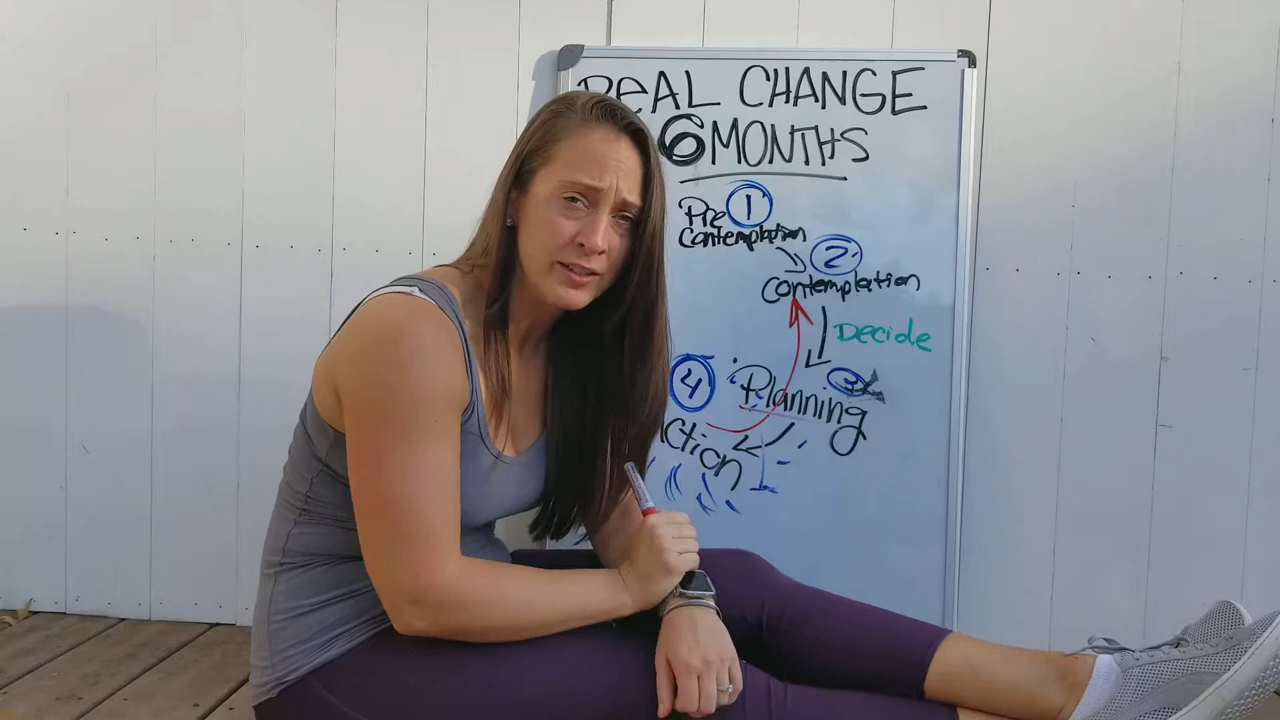 REAL CHANGE
6 MONTHS
Pre 1
Contemplation
2
Contemplation
Decide
3
4 Planning
ction